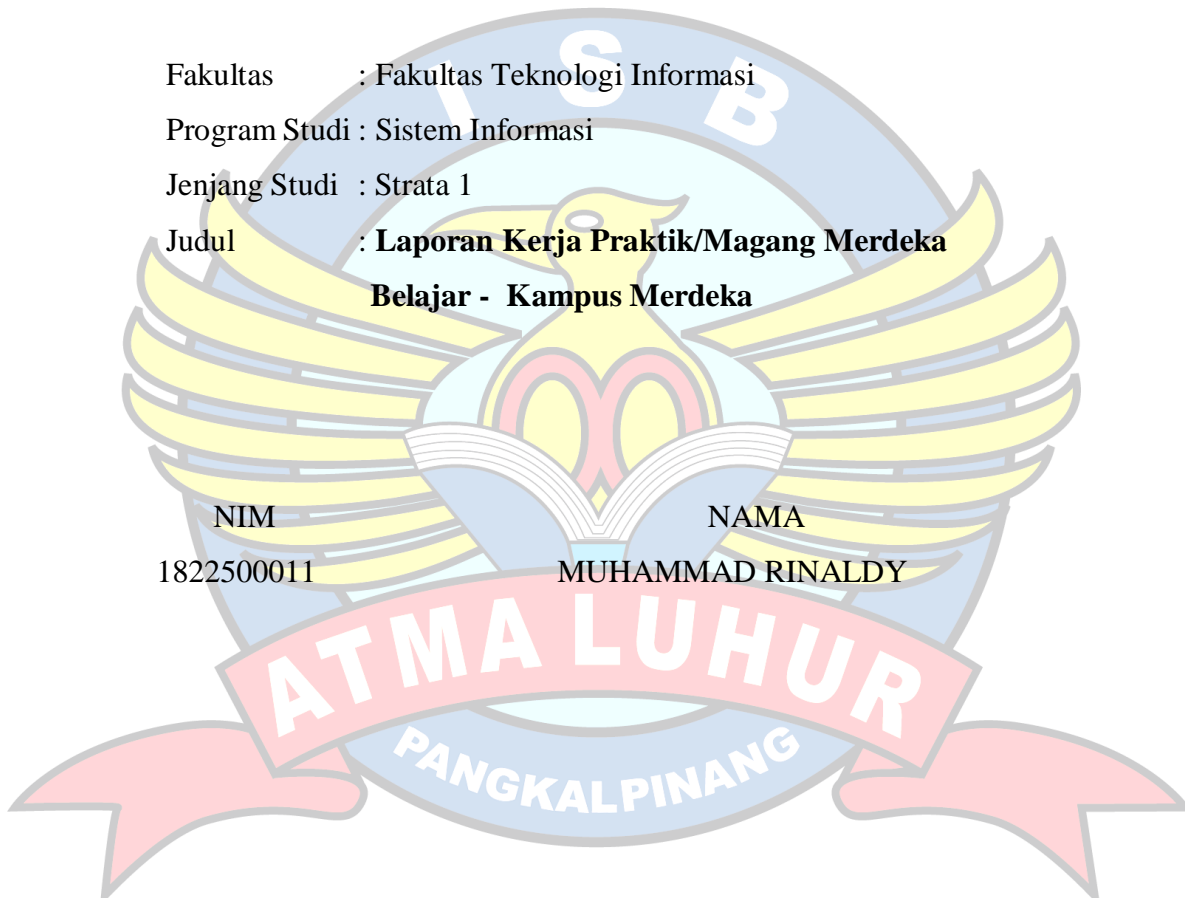 ISB
Fakultas : Fakultas Teknologi Informasi
Program Studi : Sistem Informasi
Jenjang Studi : Strata 1
Judul : Laporan Kerja Praktik/Magang Merdeka
Belajar - Kampus Merdeka
NIM NAMA
1822500011 MUHAMMAD RINALDY
ATMA LUHUR
PANGKALPINANG